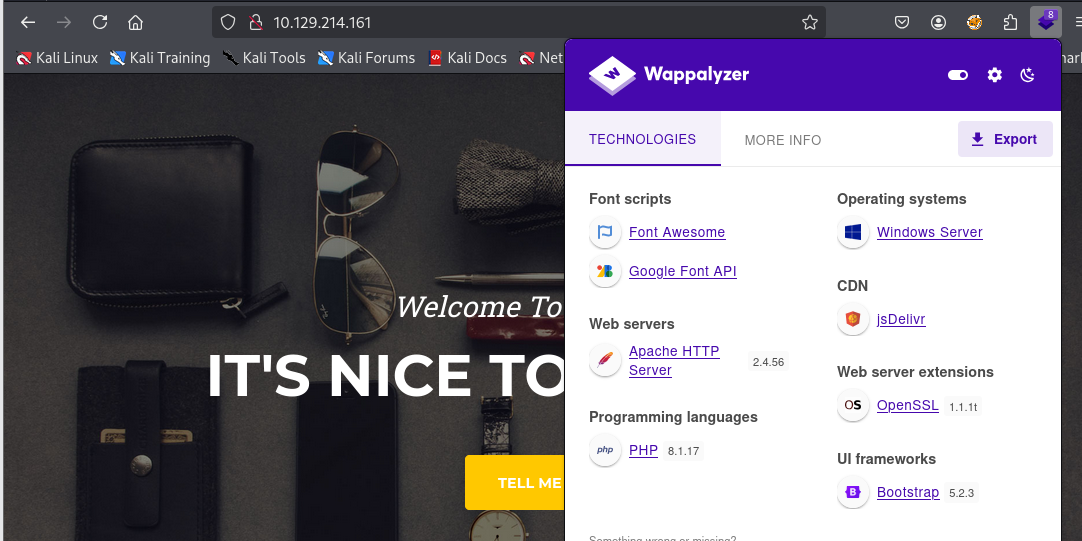 10.129.214.161
8
Kali Linux Kali Training Kali Tools Kali Forums Kali Docs
Wappalyzer
TECHNOLOGIES MORE INFO Export
Font scripts
Font Awesome
Google Font API
Web servers
Apache HTTP
Server 2.4.56
Programming languages
php PHP 8.1.17
Operating systems
Windows Server
CDN
jsDelivr
Web server extensions
OS OpenSSL 1.1.1t
UI frameworks
B Bootstrap 5.2.3
Something wrong or missing?
Welcome To
IT'S NICE TO
TELL ME